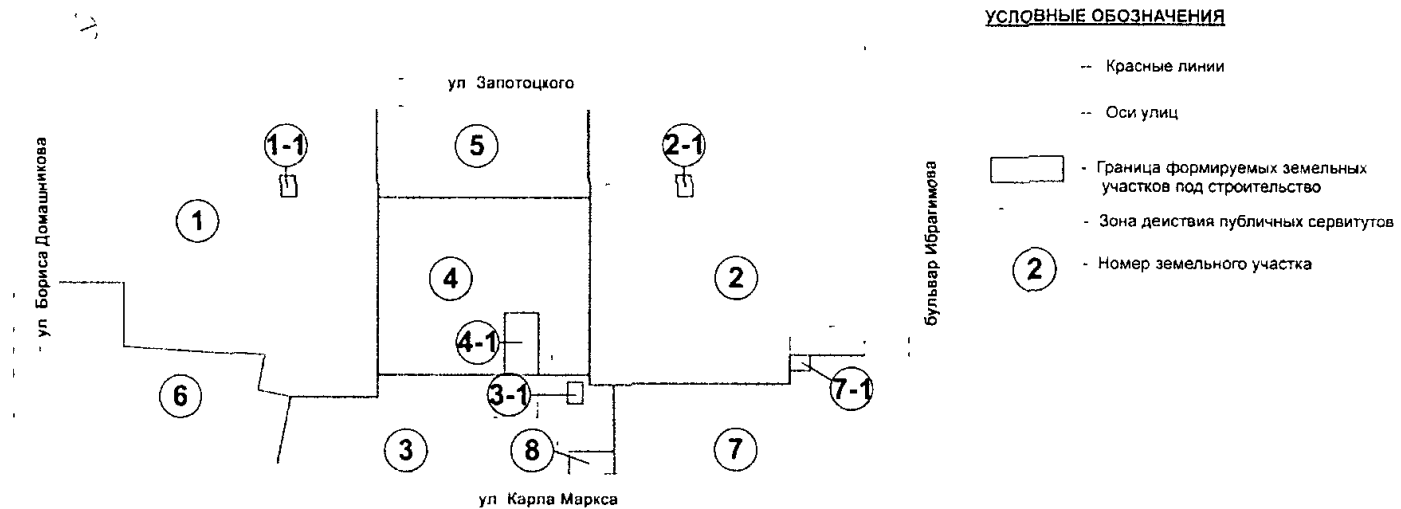 УСЛОВНЫЕ ОБОЗНАЧЕНИЯ
-- Красные линии
-- Оси улиц
- Граница формируемых земельных
участков под строительство
- Зона действия публичных сервитутов
2 - Номер земельного участка
ул Запотоцкого
1-1
5
2-1
ул Бориса Домашникова
бульвар Ибрагимова
1
4
2
4-1
6
3-1
7-1
3
8
7
ул Карла Маркса